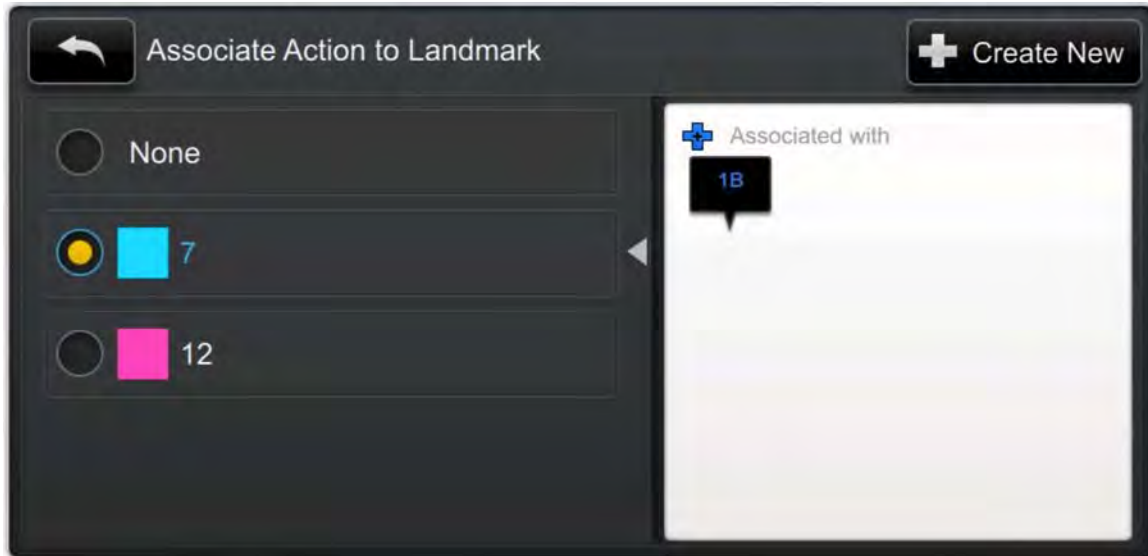 Associate Action to Landmark
Create New
None
7
12
Associated with
1B